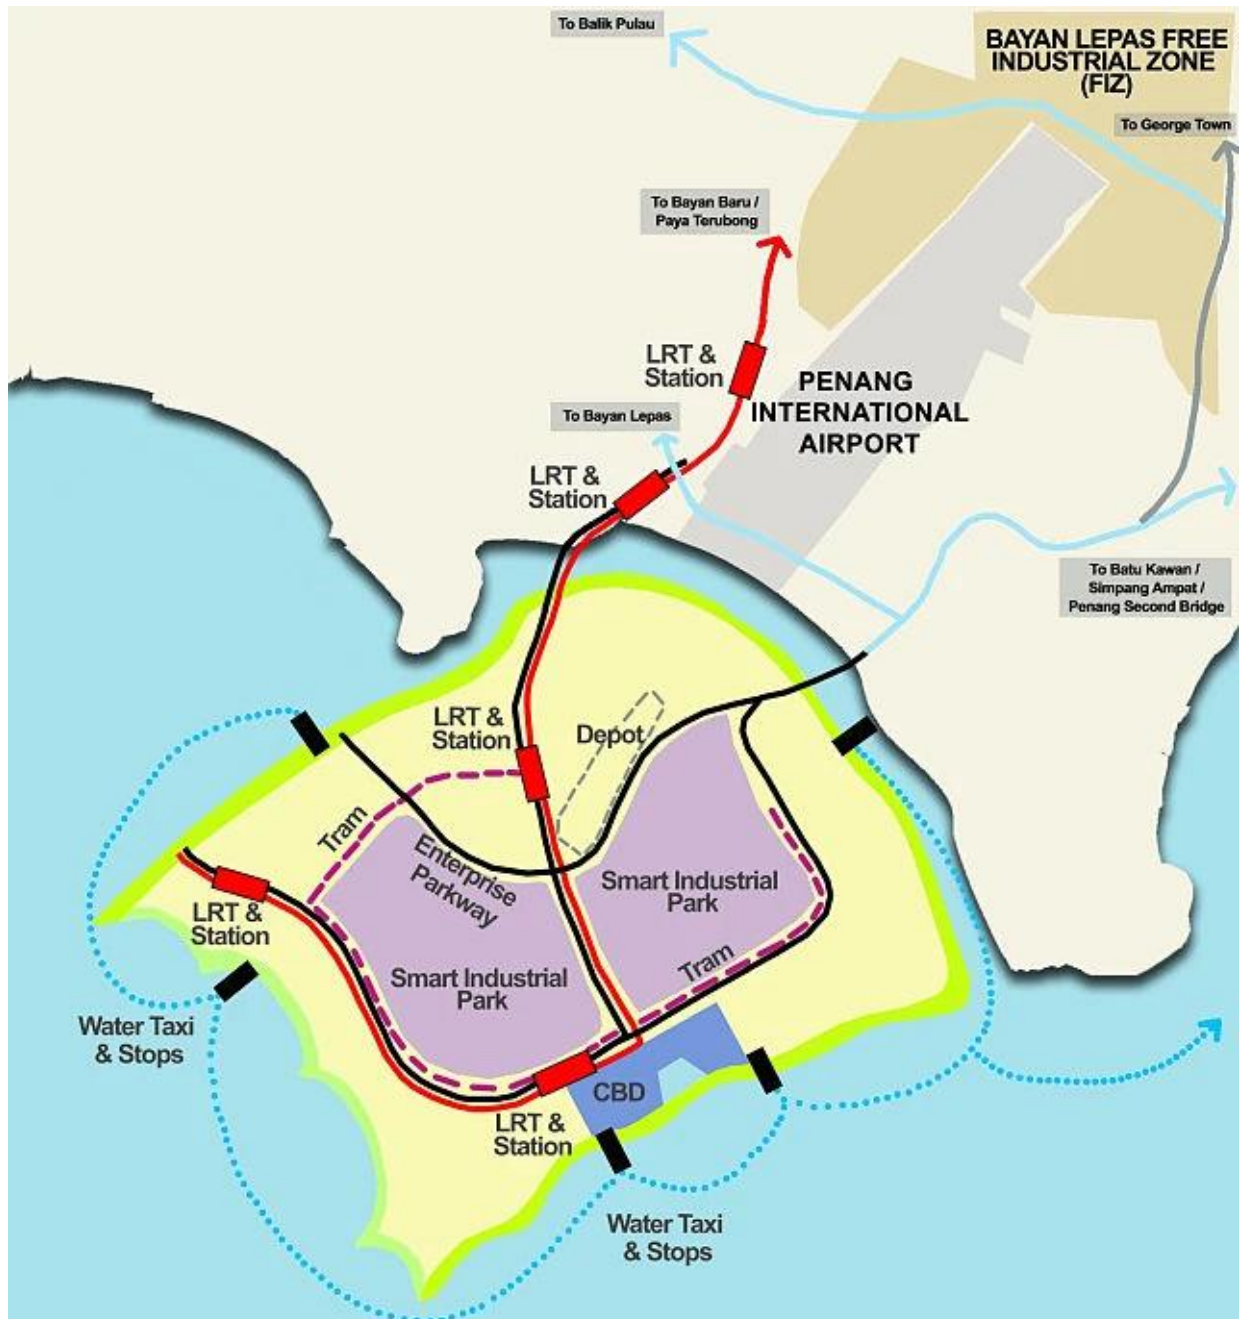 To Balik Pulau
BAYAN LEPAS FREE
INDUSTRIAL ZONE
(FIZ)
To George Town
To Bayan Baru /
Paya Terubong
LRT &
Station
PENANG
INTERNATIONAL
AIRPORT
To Bayan Lepas
LRT &
Station
To Batu Kawan /
Simpang Ampat /
Penang Second Bridge
LRT &
Station
Depot
Tram
Enterprise
Parkway
Smart Industrial
Park
LRT &
Station
Smart Industrial
Park
Tram
Water Taxi
& Stops
CBD
LRT &
Station
Water Taxi
& Stops